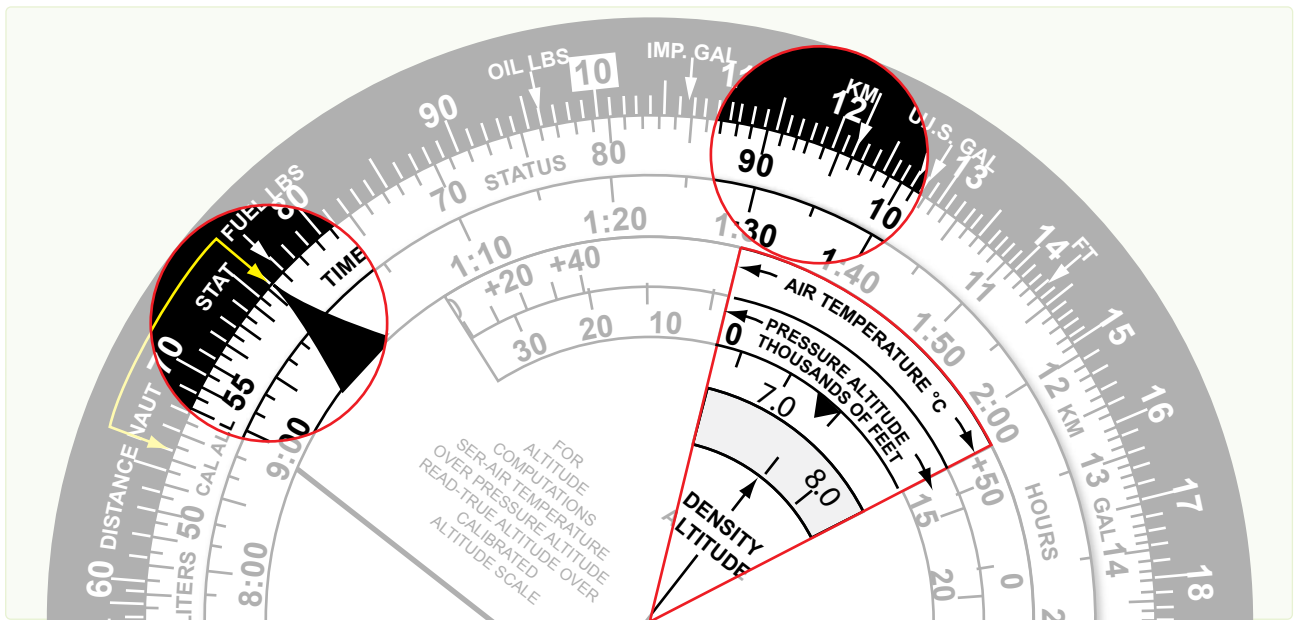 OIL LBS
10
IMP. GAL
11
KM
12
U.S. GAL
13
90
FUEL LBS
80
STAT
70
NAUT
DISTANCE
60
FT
14
15
16
17
18
TIME
STATUS
70
80
90
10
11
12
KM
13
GAL
14
HOURS
55
CAL ALT
50
LITERS
1:10
1:20
1:30
1:40
1:50
2:00
9:00
8:00
+20
+40
30
20
10
0
AIR TEMPERATURE °C
PRESSURE ALTITUDE
THOUSANDS OF FEET
7.0
8.0
DENSITY
ALTITUDE
+50
15
0
20
2
FOR
ALTITUDE
COMPUTATIONS
SER-AIR TEMPERATURE
OVER PRESSURE ALTITUDE
READ-TRUE ALTITUDE OVER
CALIBRATED
ALTITUDE SCALE